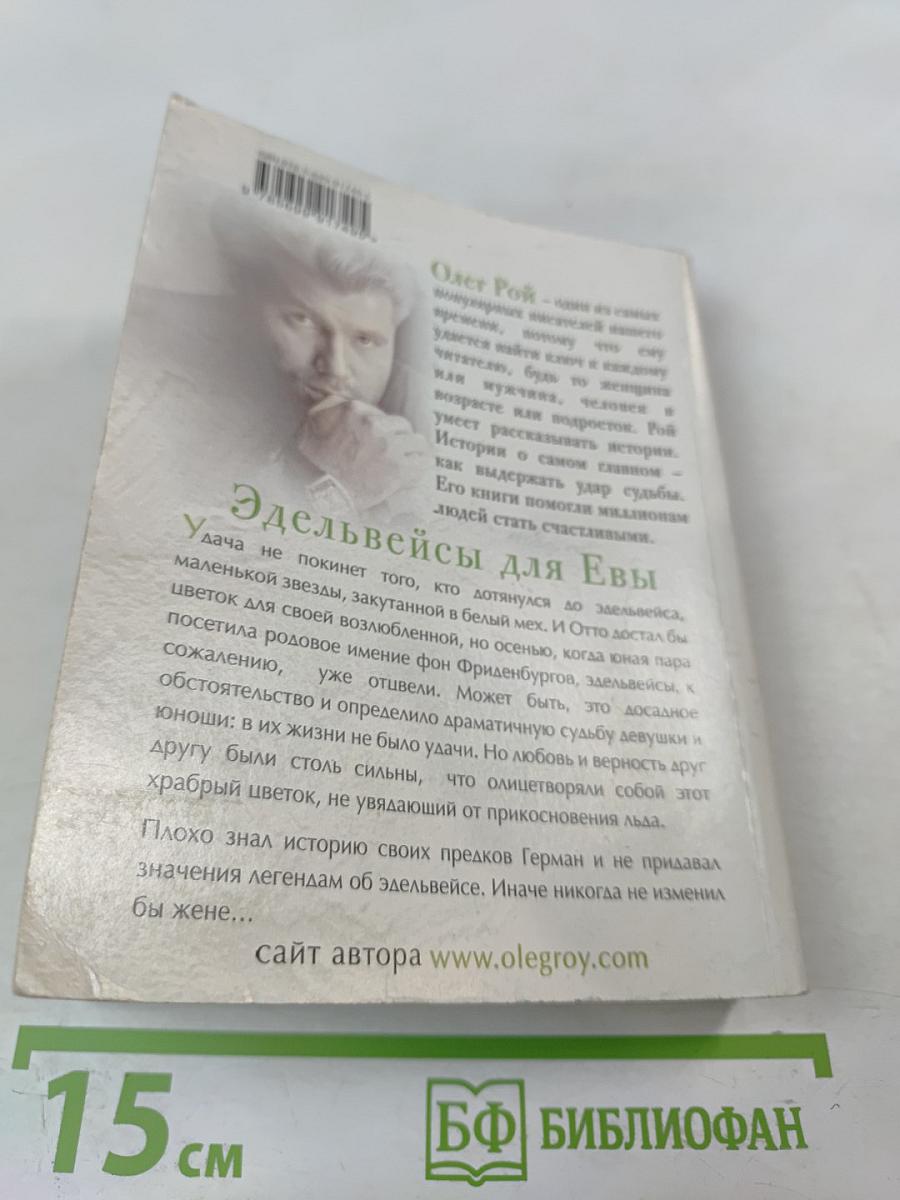 Олег Рой – один из самых
популярных писателей нашего
времени, потому что ему
удается найти ключ к каждому
читателю, будь то женщина
или мужчина, человек в
возрасте или подросток. Рой
умеет рассказывать истории.
Истории о самом главном –
как выдержать удар судьбы.
Его книги помогли миллионам
людей стать счастливыми.
Эдельвейсы для Евы
Удача не покинет того, кто дотянулся до эдельвейса,
маленькой звезды, закутанной в белый мех. И Отто достал бы
цветок для своей возлюбленной, но осенью, когда юная пара
посетила родовое имение фон Фриденбургов, эдельвейсы, к
сожалению, уже отцвели. Может быть, это досадное
обстоятельство и определило драматичную судьбу девушки и
юноши: в их жизни не было удачи. Но любовь и верность друг
другу были столь сильны, что олицетворяли собой этот
храбрый цветок, не увядающий от прикосновения льда.
Плохо знал историю своих предков Герман и не придавал
значения легендам об эдельвейсе. Иначе никогда не изменил
бы жене...
сайт автора www.olegroy.com
15 см
БФ БИБЛИОФАН